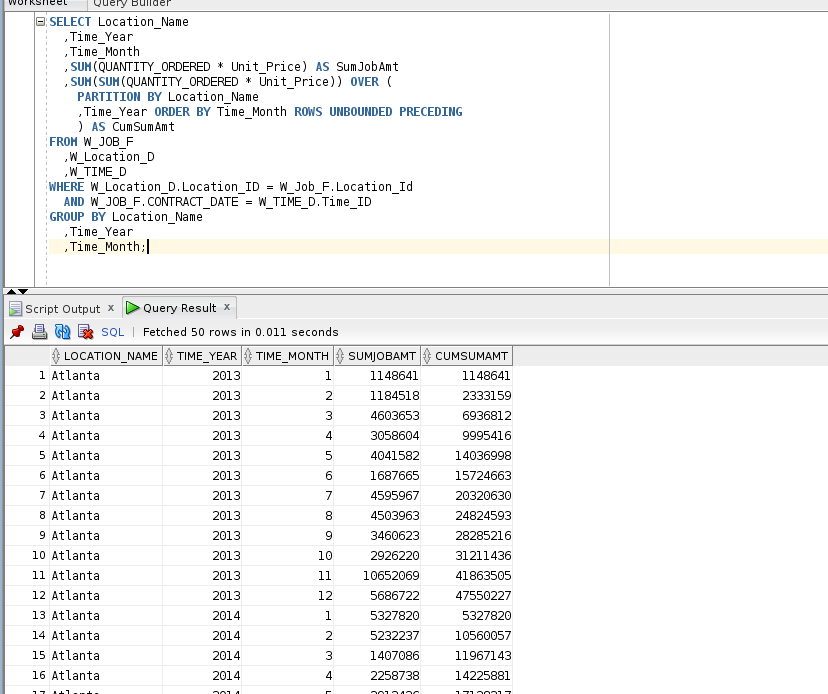 Worksheet Query Builder
SELECT Location_Name
,Time_Year
,Time_Month
,SUM(QUANTITY_ORDERED * Unit_Price) AS SumJobAmt
,SUM(SUM(QUANTITY_ORDERED * Unit_Price)) OVER (
PARTITION BY Location_Name
,Time_Year ORDER BY Time_Month ROWS UNBOUNDED PRECEDING
) AS CumSumAmt
FROM W_JOB_F
,W_Location_D
,W_TIME_D
WHERE W_Location_D.Location_ID = W_Job_F.Location_Id
AND W_JOB_F.CONTRACT_DATE = W_TIME_D.Time_ID
GROUP BY Location_Name
,Time_Year
,Time_Month;
Script Output x Query Result x
SQL | Fetched 50 rows in 0.011 seconds
LOCATION_NAME TIME_YEAR TIME_MONTH SUMJOBAMT CUMSUMAMT
1 Atlanta 2013 1 1148641 1148641
2 Atlanta 2013 2 1184518 2333159
3 Atlanta 2013 3 4603653 6936812
4 Atlanta 2013 4 3058604 9995416
5 Atlanta 2013 5 4041582 14036998
6 Atlanta 2013 6 1687665 15724663
7 Atlanta 2013 7 4595967 20320630
8 Atlanta 2013 8 4503963 24824593
9 Atlanta 2013 9 3460623 28285216
10 Atlanta 2013 10 2926220 31211436
11 Atlanta 2013 11 10652069 41863505
12 Atlanta 2013 12 5686722 47550227
13 Atlanta 2014 1 5327820 5327820
14 Atlanta 2014 2 5232237 10560057
15 Atlanta 2014 3 1407086 11967143
16 Atlanta 2014 4 2258738 14225881
17 Atlanta 2014 5